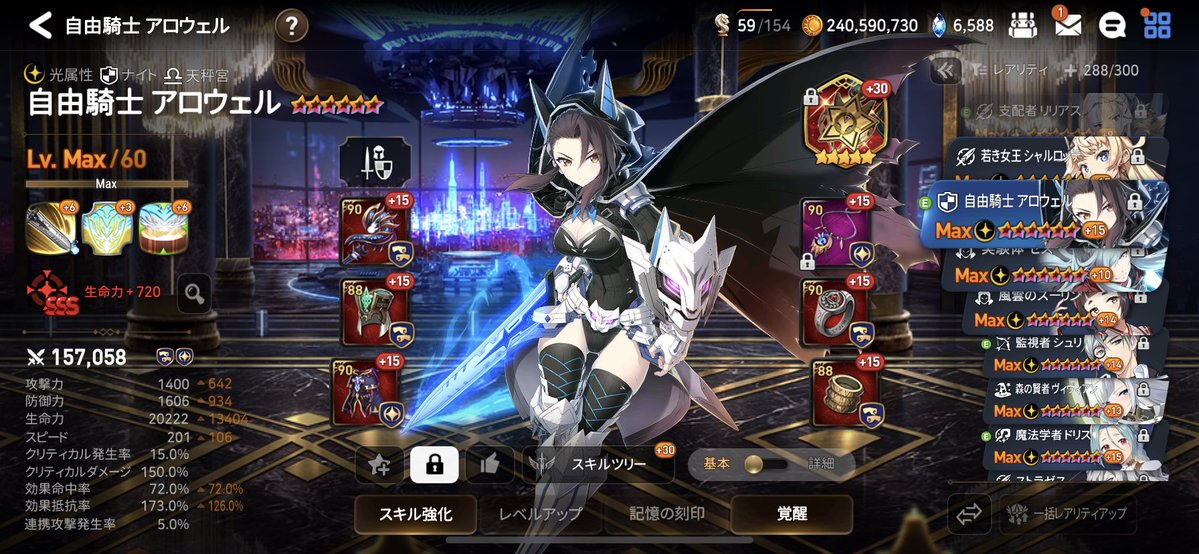 自由騎士 アロウェル
?
59/154
240,590,730
6,588
1
光属性 ナイト 天秤宮
自由騎士 アロウェル
Lv. Max/60
Max
+6
+3
+6
SSS
生命力+720
157,058
攻撃力 1400 642
防御力 1606 934
生命力 20222 13404
スピード 201 106
クリティカル発生率 15.0%
クリティカルダメージ 150.0%
効果命中率 72.0% 72.0%
効果抵抗率 173.0% 126.0%
連携攻撃発生率 5.0%
90 +15
88 +15
90 +15
+30
90 +15
90 +15
88 +15
スキルツリー +30
基本 詳細
スキル強化
レベルアップ
記憶の刻印
覚醒
レアリティ
288/300
支配者 リリアス
若き女王 シャルロッテ
E
自由騎士 アロウェル
Max +15
Max +10
風雲のスーリン
Max +14
E
監視者 シュリ
Max +14
森の賢者 ヴィヴィアン
Max +13
E
魔法学者 ドリス
Max +15
一括レアリティアップ